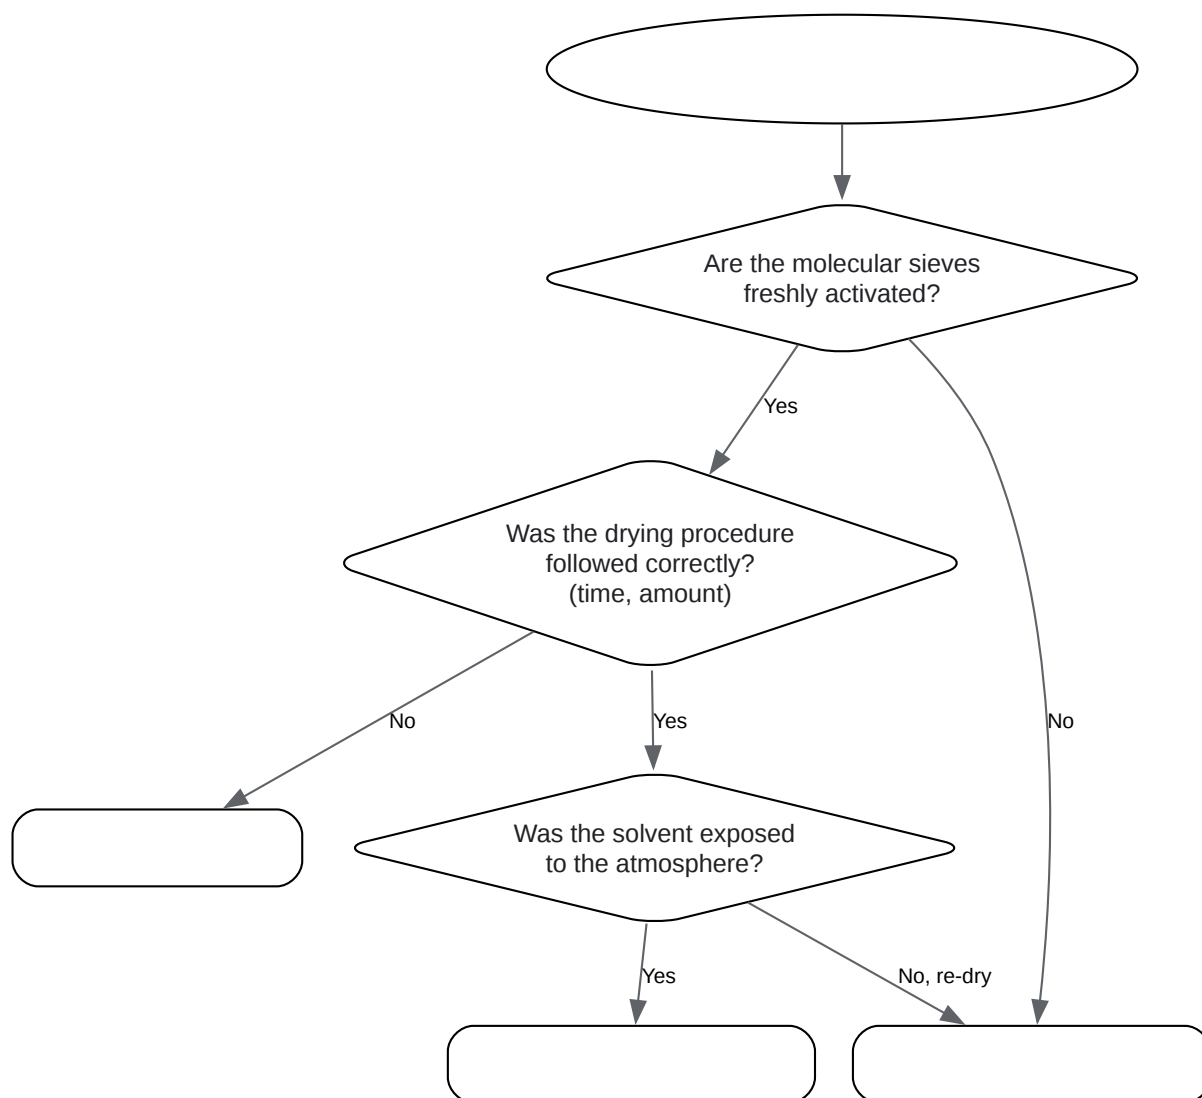 Are the molecular sieves
freshly activated?
Yes
Was the drying procedure
followed correctly?
(time, amount)
No
Yes
No
Was the solvent exposed
to the atmosphere?
Yes
No, re-dry